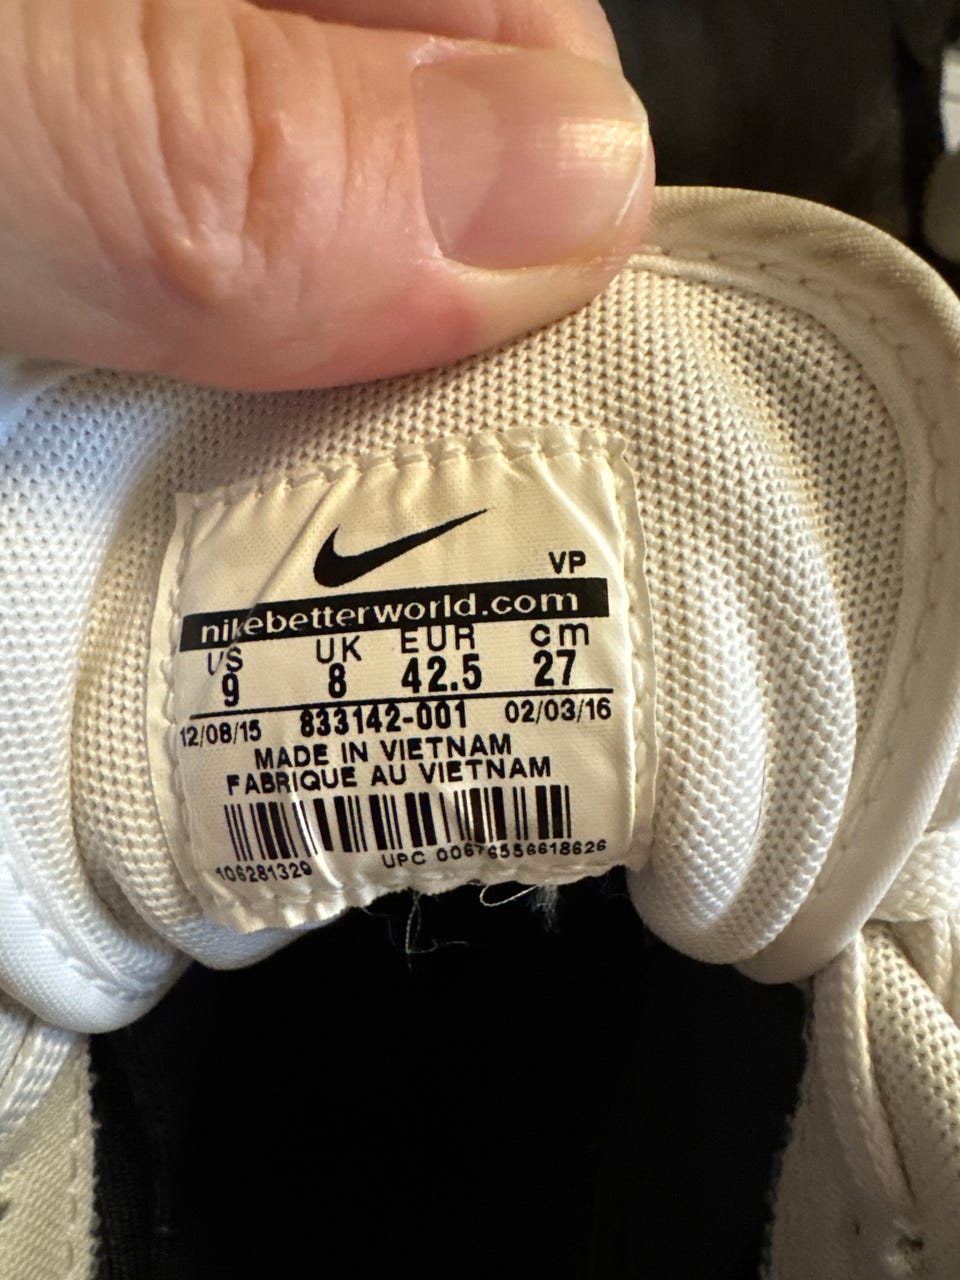 VP
nikebetterworld.com
US UK EUR cm
9 8 42.5 27
12/08/15 833142-001 02/03/16
MADE IN VIETNAM
FABRIQUE AU VIETNAM
106281329 UPC 00676556618626